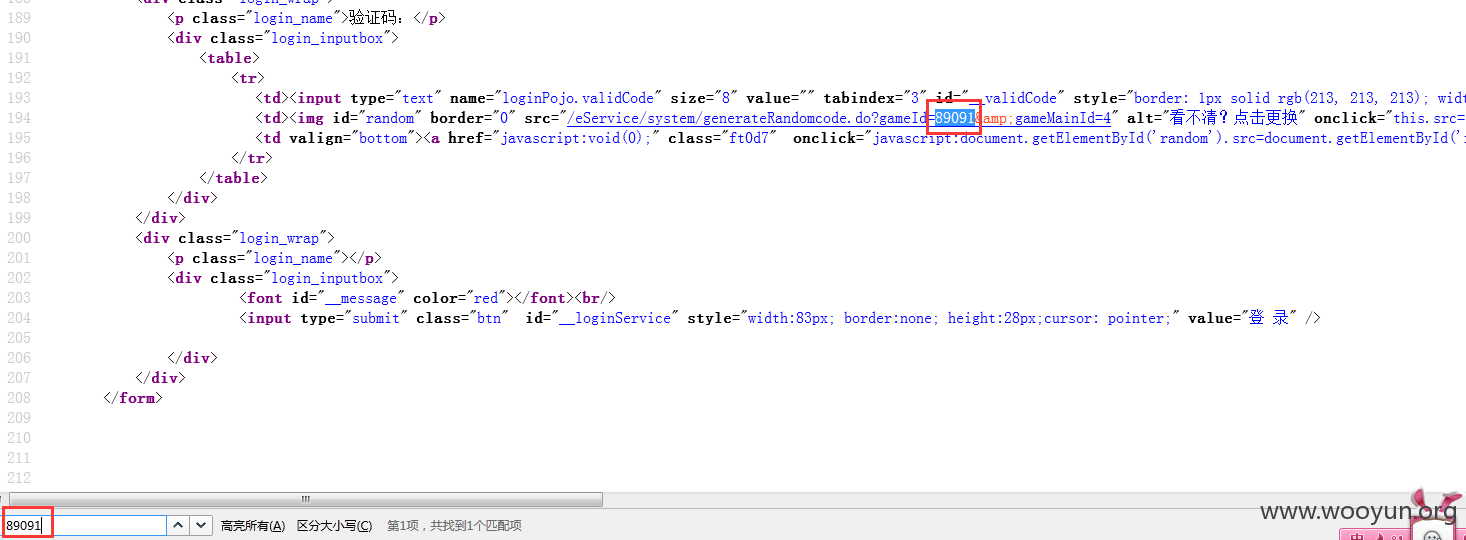 188 <div class="login_wrap">
189 <p class="login_name">验证码：</p>
190 <div class="login_inputbox">
191 <table>
192 <tr>
193 <td><input type="text" name="loginPojo.validCode" size="8" value="" tabindex="3" id="__validCode" style="border: 1px solid rgb(213, 213, 213); widt
194 <td><img id="random" border="0" src="/eService/system/generateRandomcode.do?gameId=89091&amp;gameMainId=4" alt="看不清？点击更换" onclick="this.src=
195 <td valign="bottom"><a href="javascript:void(0);" class="ft0d7" onclick="javascript:document.getElementById('random').src=document.getElementById('
196 </tr>
197 </table>
198 </div>
199 </div>
200 <div class="login_wrap">
201 <p class="login_name"></p>
202 <div class="login_inputbox">
203 <font id="__message" color="red"></font><br/>
204 <input type="submit" class="btn" id="__loginService" style="width:83px; border:none; height:28px;cursor: pointer;" value="登 录" />
205
206 </div>
207 </div>
208 </form>
209
210
211
212
89091 高亮所有(A) 区分大小写(C) 第1项，共找到1个匹配项
www.wooyun.org
中